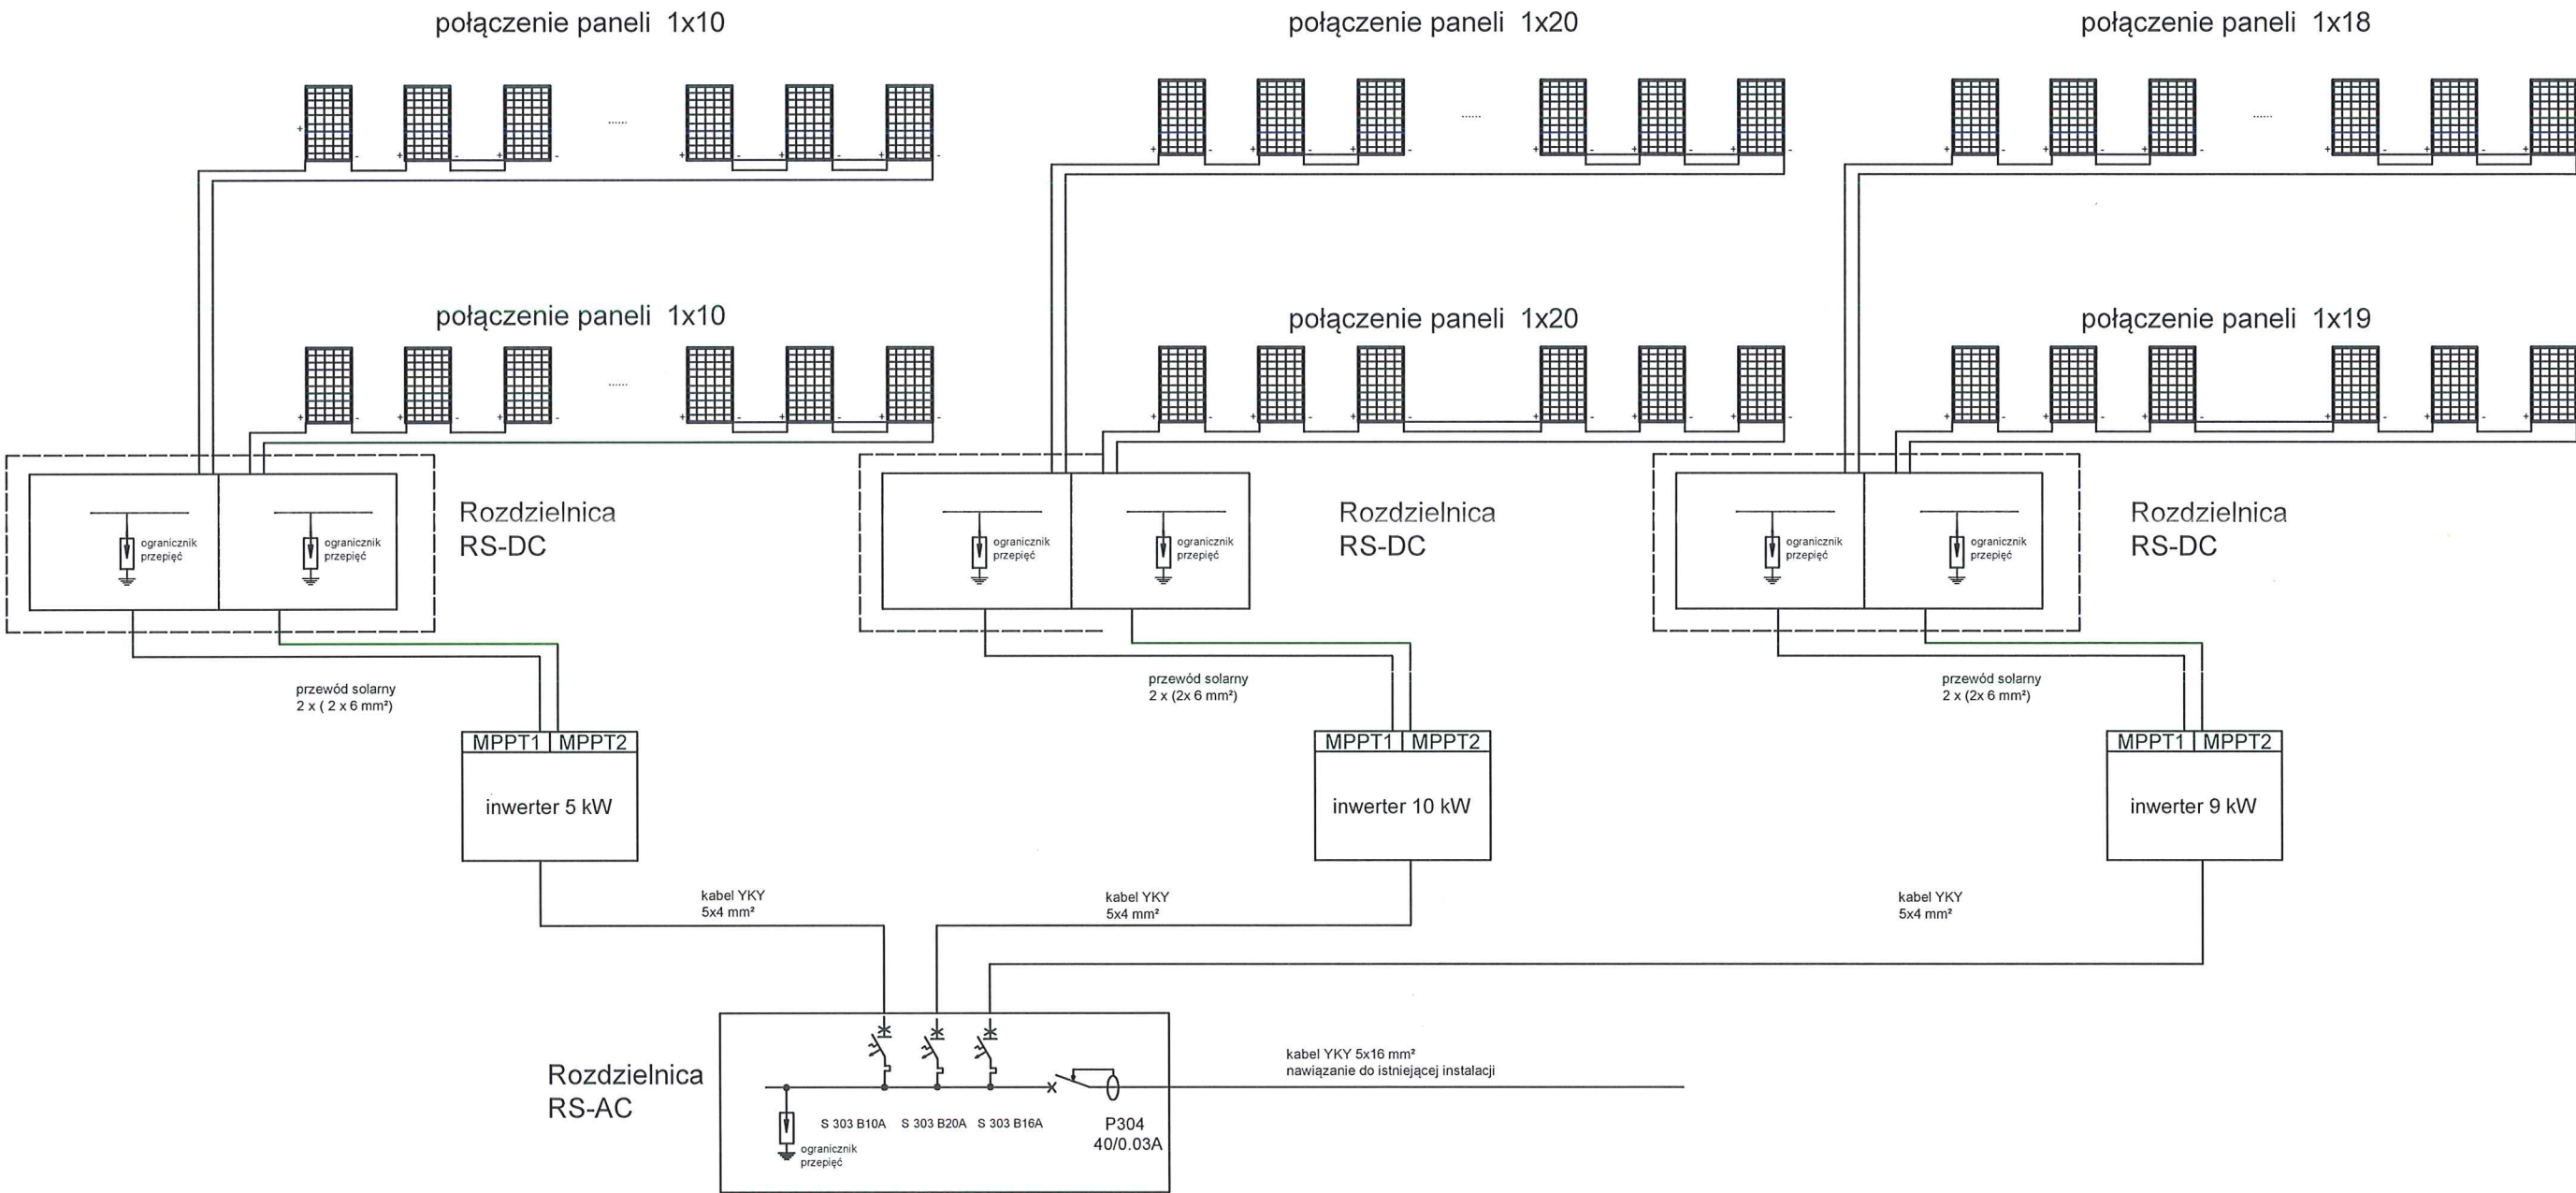 połączenie paneli 1x10
połączenie paneli 1x20
połączenie paneli 1x18
......
......
......
+ - + - + - + - + - + -
+ - + - + - + - + - + -
+ - + - + - + - + - +
połączenie paneli 1x10
połączenie paneli 1x20
połączenie paneli 1x19
......
+ - + - + - + - + - + -
+ - + - + - + - + - + -
+ - + - + - + - + - +
ogranicznik
przepięć
ogranicznik
przepięć
Rozdzielnica
RS-DC
ogranicznik
przepięć
ogranicznik
przepięć
Rozdzielnica
RS-DC
ogranicznik
przepięć
ogranicznik
przepięć
Rozdzielnica
RS-DC
przewód solarny
2 x ( 2 x 6 mm²)
przewód solarny
2 x (2x 6 mm²)
przewód solarny
2 x (2x 6 mm²)
MPPT1 MPPT2
inwerter 5 kW
MPPT1 MPPT2
inwerter 10 kW
MPPT1 MPPT2
inwerter 9 kW
kabel YKY
5x4 mm²
kabel YKY
5x4 mm²
kabel YKY
5x4 mm²
Rozdzielnica
RS-AC
ogranicznik
przepięć
S 303 B10A
S 303 B20A
S 303 B16A
P304
40/0.03A
kabel YKY 5x16 mm²
nawiązanie do istniejącej instalacji